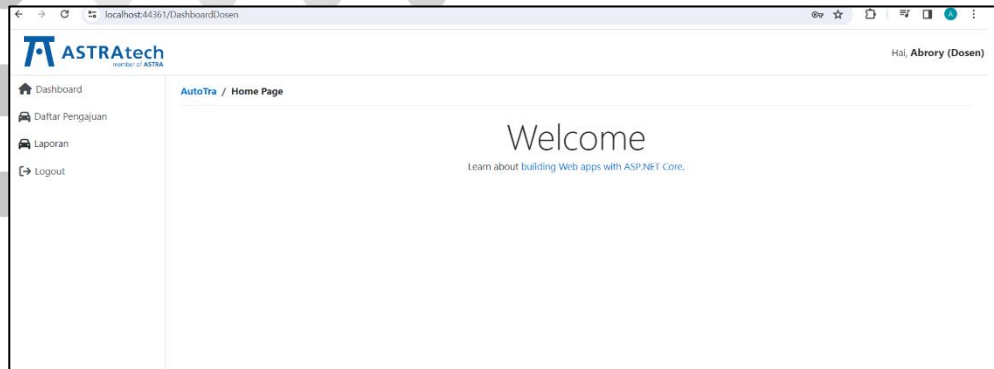 localhost:44361/DashboardDosen
A
ASTRAtech
member of ASTRA
Hai, Abrory (Dosen)
Dashboard
AutoTra / Home Page
Daftar Pengajuan
Laporan
Logout
Welcome
Learn about building Web apps with ASP.NET Core.